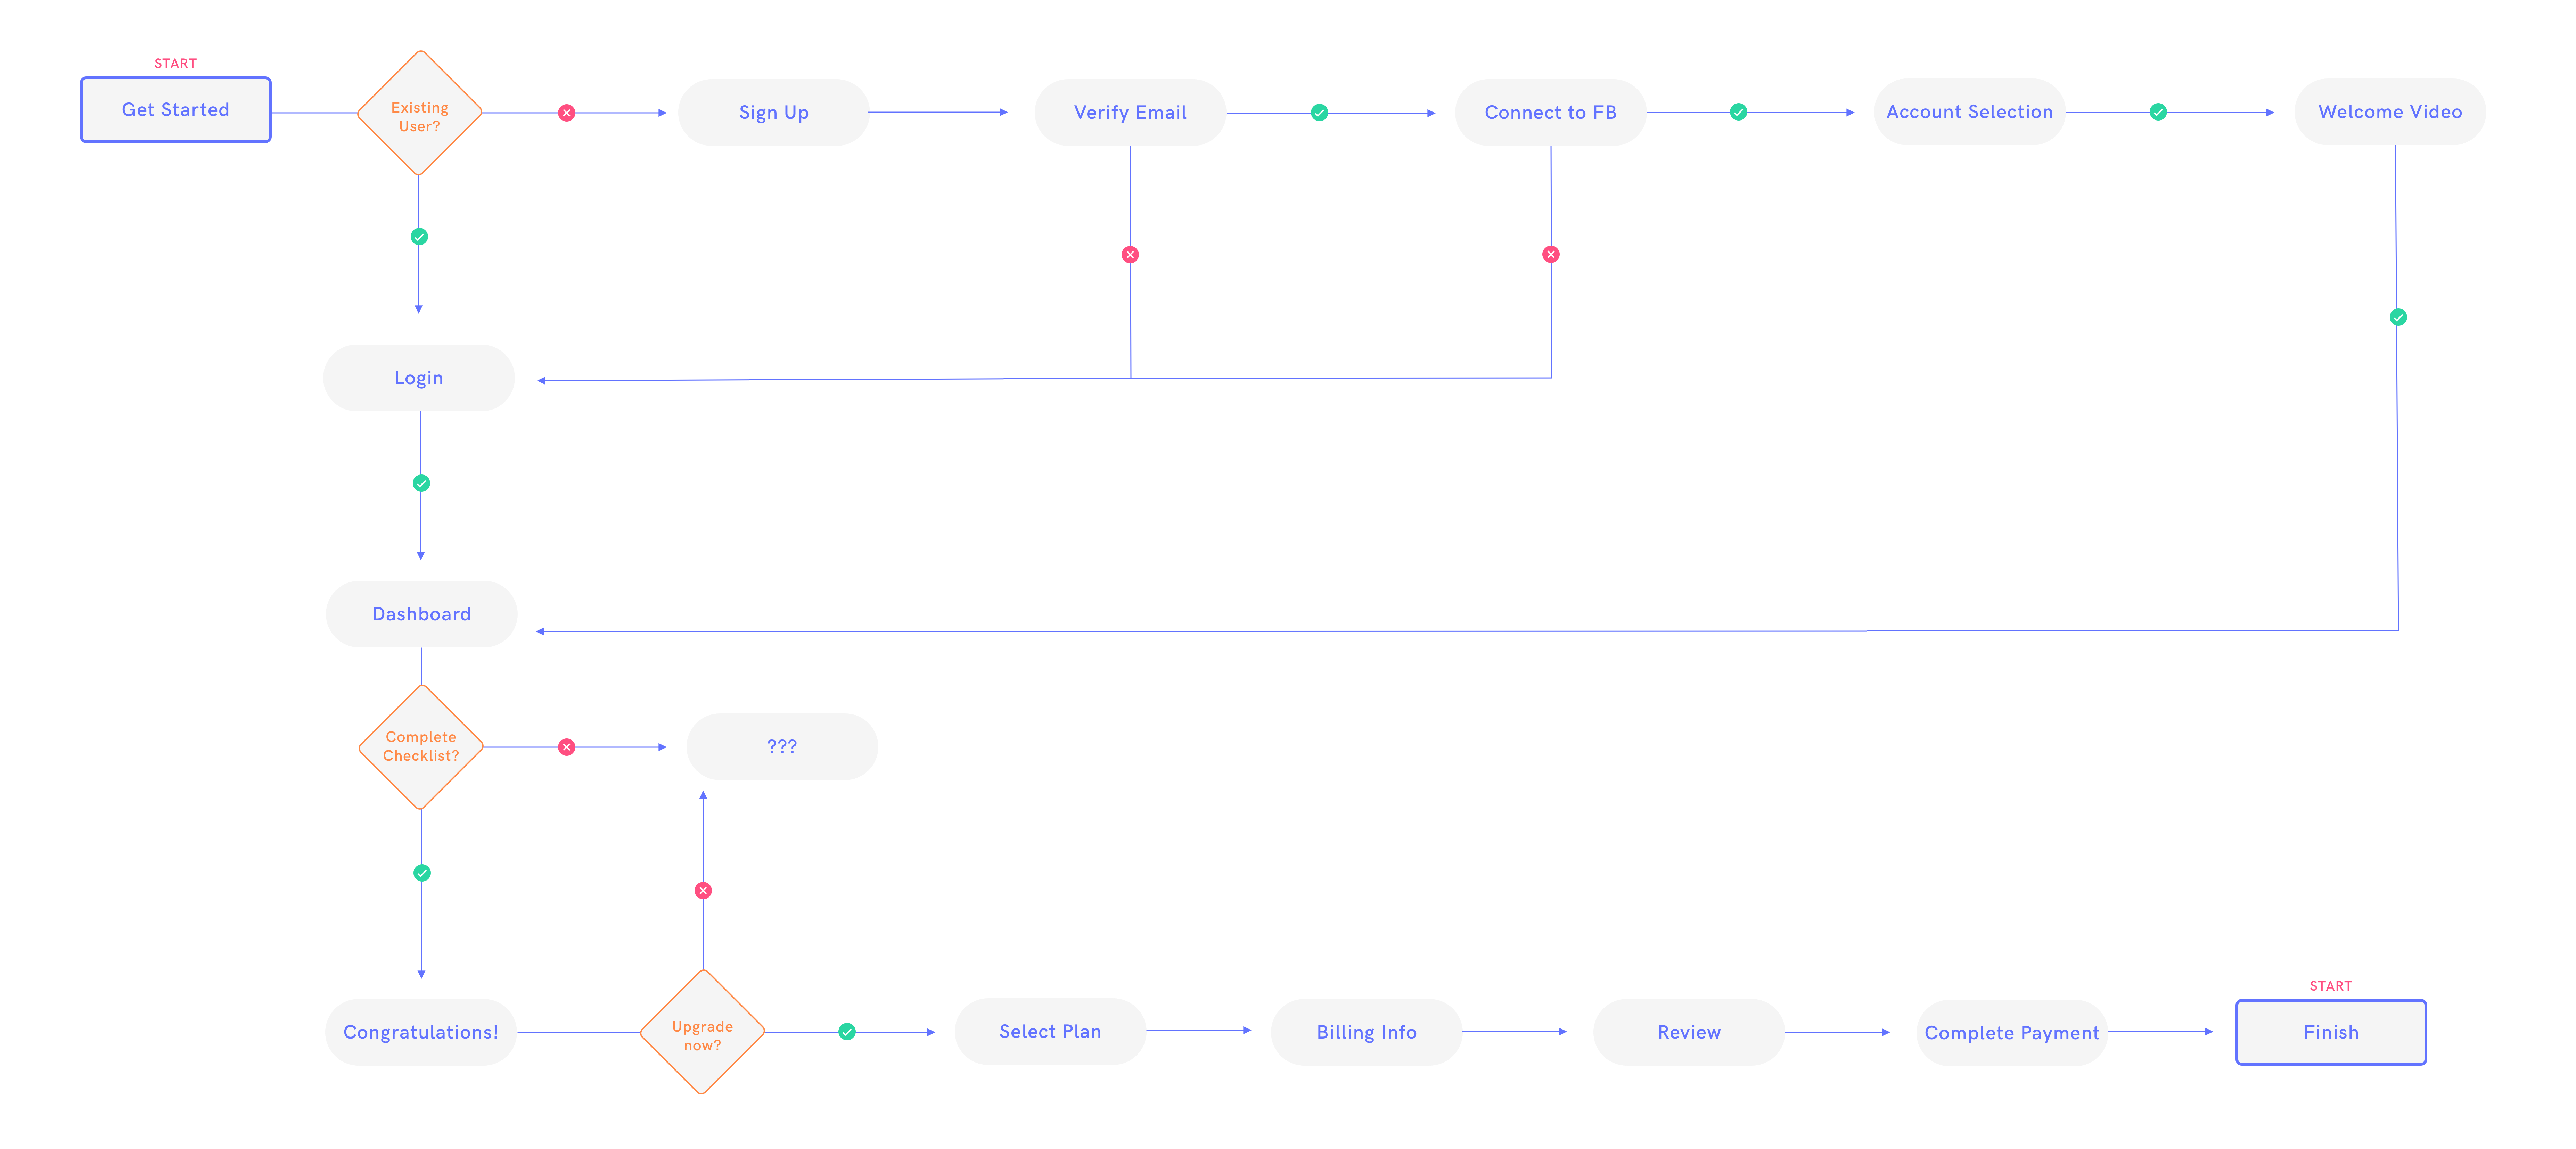 START
Get Started
Existing
User?
Sign Up
Verify Email
Connect to FB
Account Selection
Welcome Video
Login
Dashboard
Complete
Checklist?
???
Congratulations!
Upgrade
now?
Select Plan
Billing Info
Review
Complete Payment
START
Finish